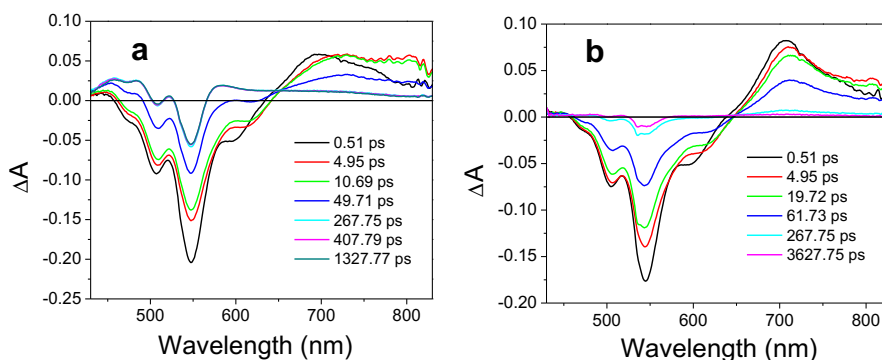 a
0.10
0.05
0.00
-0.05
-0.10
-0.15
-0.20
-0.25
ΔA
0.51 ps
4.95 ps
10.69 ps
49.71 ps
267.75 ps
407.79 ps
1327.77 ps
500 600 700 800
Wavelength (nm)
b
0.10
0.05
0.00
-0.05
-0.10
-0.15
-0.20
ΔA
0.51 ps
4.95 ps
19.72 ps
61.73 ps
267.75 ps
3627.75 ps
500 600 700 800
Wavelength (nm)